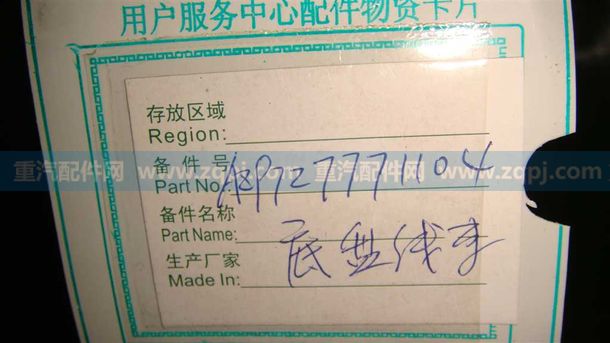 用户服务中心配件物资卡片
存放区域
Region:
备件号
Part No: AZ9727771104
重汽配件网 www.zqpj.com 重汽配件网 www.zqpj.com
备件名称
Part Name: 底盘线束
生产厂家
Made In: